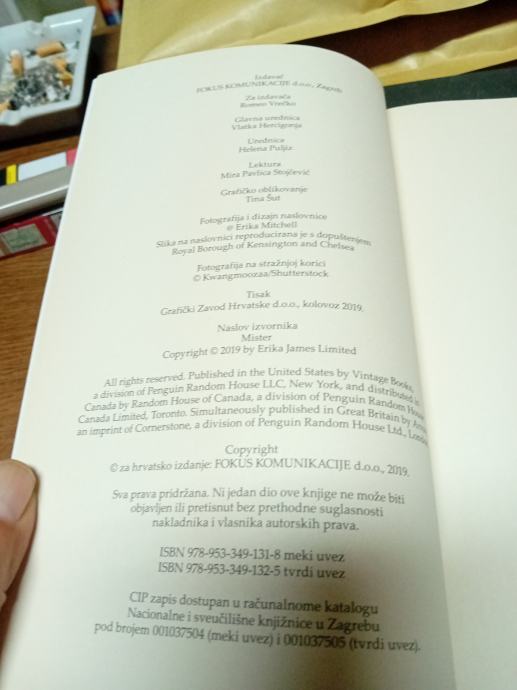 Izdavač
FOKUS KOMUNIKACIJE d.o.o., Zagreb
Za izdavača
Romeo Vrečko
Glavna urednica
Vlatka Hercigonja
Urednica
Helena Puljiz
Lektura
Mira Pavlica Stojčević
Grafičko oblikovanje
Tina Šut
Fotografija i dizajn naslovnice
@ Erika Mitchell
Slika na naslovnici reproducirana je s dopuštenjem
Royal Borough of Kensington and Chelsea
Fotografija na stražnjoj korici
© Kwangmoozaa/Shutterstock
Tisak
Grafički Zavod Hrvatske d.o.o., kolovoz 2019.
Naslov izvornika
Mister
Copyright © 2019 by Erika James Limited
All rights reserved. Published in the United States by Vintage Books,
a division of Penguin Random House LLC, New York, and distributed in
Canada by Random House of Canada, a division of Penguin Random House
Canada Limited, Toronto. Simultaneously published in Great Britain by
an imprint of Cornerstone, a division of Penguin Random House Ltd.,
Copyright
© za hrvatsko izdanje: FOKUS KOMUNIKACIJE d.o.o., 2019.
Sva prava pridržana. Ni jedan dio ove knjige ne može biti
objavljen ili pretisnut bez prethodne suglasnosti
nakladnika i vlasnika autorskih prava.
ISBN 978-953-349-131-8 meki uvez
ISBN 978-953-349-132-5 tvrdi uvez
CIP zapis dostupan u računalnome katalogu
Nacionalne i sveučilišne knjižnice u Zagrebu
pod brojem 001037504 (meki uvez) i 001037505 (tvrdi uvez).